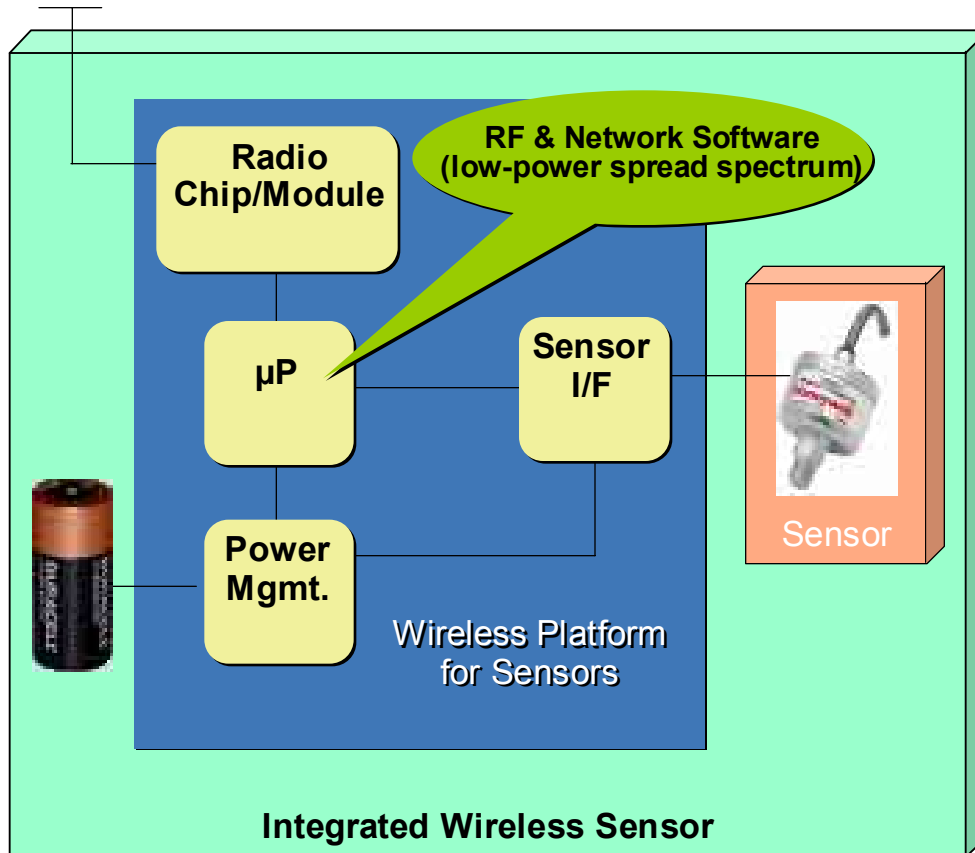 RF & Network Software
(low-power spread spectrum)
Radio
Chip/Module
µP
Sensor
I/F
Sensor
Power
Mgmt.
Wireless Platform
for Sensors
DURACELL
Integrated Wireless Sensor